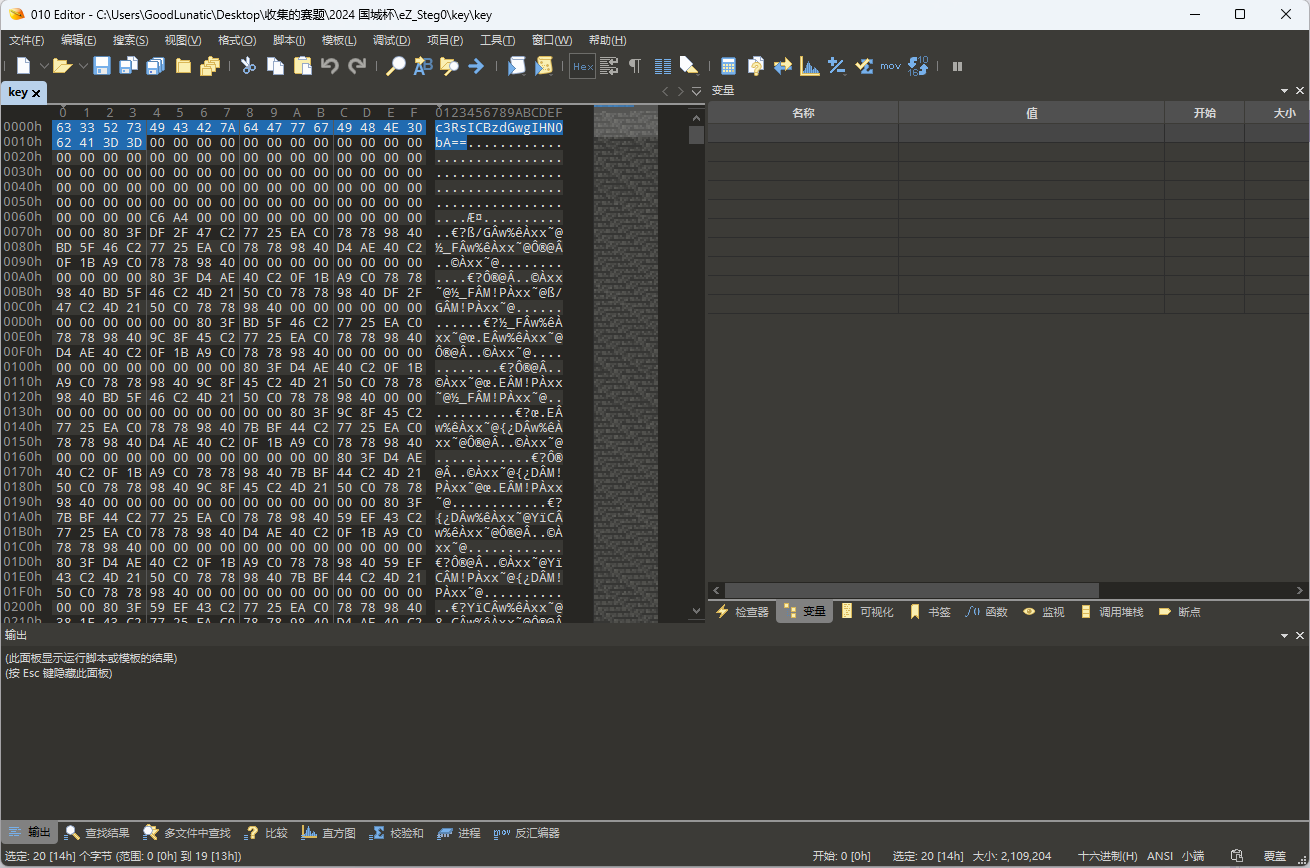 010 Editor - C:\Users\GoodLunatic\Desktop\收集的赛题\2024 国城杯\eZ_Steg0\key\key
文件(F) 编辑(E) 搜索(S) 视图(V) 格式(O) 脚本(I) 模板(L) 调试(D) 项目(P) 工具(T) 窗口(W) 帮助(H)
Hex mov
key
0 1 2 3 4 5 6 7 8 9 A B C D E F 0123456789ABCDEF
0000h 63 33 52 73 49 43 42 7A 64 47 77 67 49 48 4E 30 c3RsICBzdGwgIHN0
0010h 62 41 3D 3D 00 00 00 00 00 00 00 00 00 00 00 00 bA==............
0020h 00 00 00 00 00 00 00 00 00 00 00 00 00 00 00 00 ................
0030h 00 00 00 00 00 00 00 00 00 00 00 00 00 00 00 00 ................
0040h 00 00 00 00 00 00 00 00 00 00 00 00 00 00 00 00 ................
0050h 00 00 00 00 00 00 00 00 00 00 00 00 00 00 00 00 ................
0060h 00 00 00 00 C6 A4 00 00 00 00 00 00 00 00 00 00 ....Æ¤..........
0070h 00 00 80 3F DF 2F 47 C2 77 25 EA C0 78 78 98 40 ..€?ß/GÂw%êÀxx˜@
0080h BD 5F 46 C2 77 25 EA C0 78 78 98 40 D4 AE 40 C2 ½_FÂw%êÀxx˜@Ô®@Â
0090h 0F 1B A9 C0 78 78 98 40 00 00 00 00 00 00 00 00 ..©Àxx˜@........
00A0h 00 00 00 00 80 3F D4 AE 40 C2 0F 1B A9 C0 78 78 ....€?Ô®@Â..©Àxx
00B0h 98 40 BD 5F 46 C2 4D 21 50 C0 78 78 98 40 DF 2F ˜@½_FÂM!PÀxx˜@ß/
00C0h 47 C2 4D 21 50 C0 78 78 98 40 00 00 00 00 00 00 GÂM!PÀxx˜@......
00D0h 00 00 00 00 00 00 80 3F BD 5F 46 C2 77 25 EA C0 ......€?½_FÂw%êÀ
00E0h 78 78 98 40 9C 8F 45 C2 77 25 EA C0 78 78 98 40 xx˜@œ.EÂw%êÀxx˜@
00F0h D4 AE 40 C2 0F 1B A9 C0 78 78 98 40 00 00 00 00 Ô®@Â..©Àxx˜@....
0100h 00 00 00 00 00 00 00 00 80 3F D4 AE 40 C2 0F 1B ........€?Ô®@Â..
0110h A9 C0 78 78 98 40 9C 8F 45 C2 4D 21 50 C0 78 78 ©Àxx˜@œ.EÂM!PÀxx
0120h 98 40 BD 5F 46 C2 4D 21 50 C0 78 78 98 40 00 00 ˜@½_FÂM!PÀxx˜@..
0130h 00 00 00 00 00 00 00 00 00 00 80 3F 9C 8F 45 C2 ..........€?œ.EÂ
0140h 77 25 EA C0 78 78 98 40 7B BF 44 C2 77 25 EA C0 w%êÀxx˜@{¿DÂw%êÀ
0150h 78 78 98 40 D4 AE 40 C2 0F 1B A9 C0 78 78 98 40 xx˜@Ô®@Â..©Àxx˜@
0160h 00 00 00 00 00 00 00 00 00 00 00 00 80 3F D4 AE ............€?Ô®
0170h 40 C2 0F 1B A9 C0 78 78 98 40 7B BF 44 C2 4D 21 @Â..©Àxx˜@{¿DÂM!
0180h 50 C0 78 78 98 40 9C 8F 45 C2 4D 21 50 C0 78 78 PÀxx˜@œ.EÂM!PÀxx
0190h 98 40 00 00 00 00 00 00 00 00 00 00 00 00 80 3F ˜@............€?
01A0h 7B BF 44 C2 77 25 EA C0 78 78 98 40 59 EF 43 C2 {¿DÂw%êÀxx˜@YïCÂ
01B0h 77 25 EA C0 78 78 98 40 D4 AE 40 C2 0F 1B A9 C0 w%êÀxx˜@Ô®@Â..©À
01C0h 78 78 98 40 00 00 00 00 00 00 00 00 00 00 00 00 xx˜@............
01D0h 80 3F D4 AE 40 C2 0F 1B A9 C0 78 78 98 40 59 EF €?Ô®@Â..©Àxx˜@Yï
01E0h 43 C2 4D 21 50 C0 78 78 98 40 7B BF 44 C2 4D 21 CÂM!PÀxx˜@{¿DÂM!
01F0h 50 C0 78 78 98 40 00 00 00 00 00 00 00 00 00 00 PÀxx˜@..........
0200h 00 00 80 3F 59 EF 43 C2 77 25 EA C0 78 78 98 40 ..€?YïCÂw%êÀxx˜@
0210h 38 1F 43 C2 77 25 EA C0 78 78 98 40 D4 AE 40 C2
变量
名称 值 开始 大小
检查器 变量 可视化 书签 函数 监视 调用堆栈 断点
输出
(此面板显示运行脚本或模板的结果)
(按 Esc 键隐藏此面板)
输出 查找结果 多文件中查找 比较 直方图 校验和 进程 mov 反汇编器
选定: 20 [14h] 个字节 (范围: 0 [0h] 到 19 [13h]) 开始: 0 [0h] 选定: 20 [14h] 大小: 2,109,204 十六进制(H) ANSI 小端 覆盖